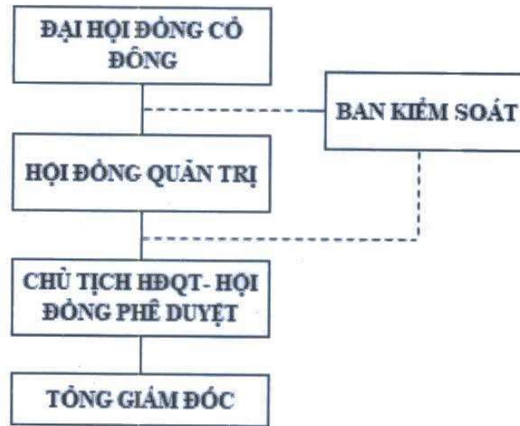 ĐẠI HỘI ĐỒNG CỔ
ĐÔNG
BAN KIỂM SOÁT
HỘI ĐỒNG QUẢN TRỊ
CHỦ TỊCH HĐQT- HỘI
ĐỒNG PHÊ DUYỆT
TỔNG GIÁM ĐỐC